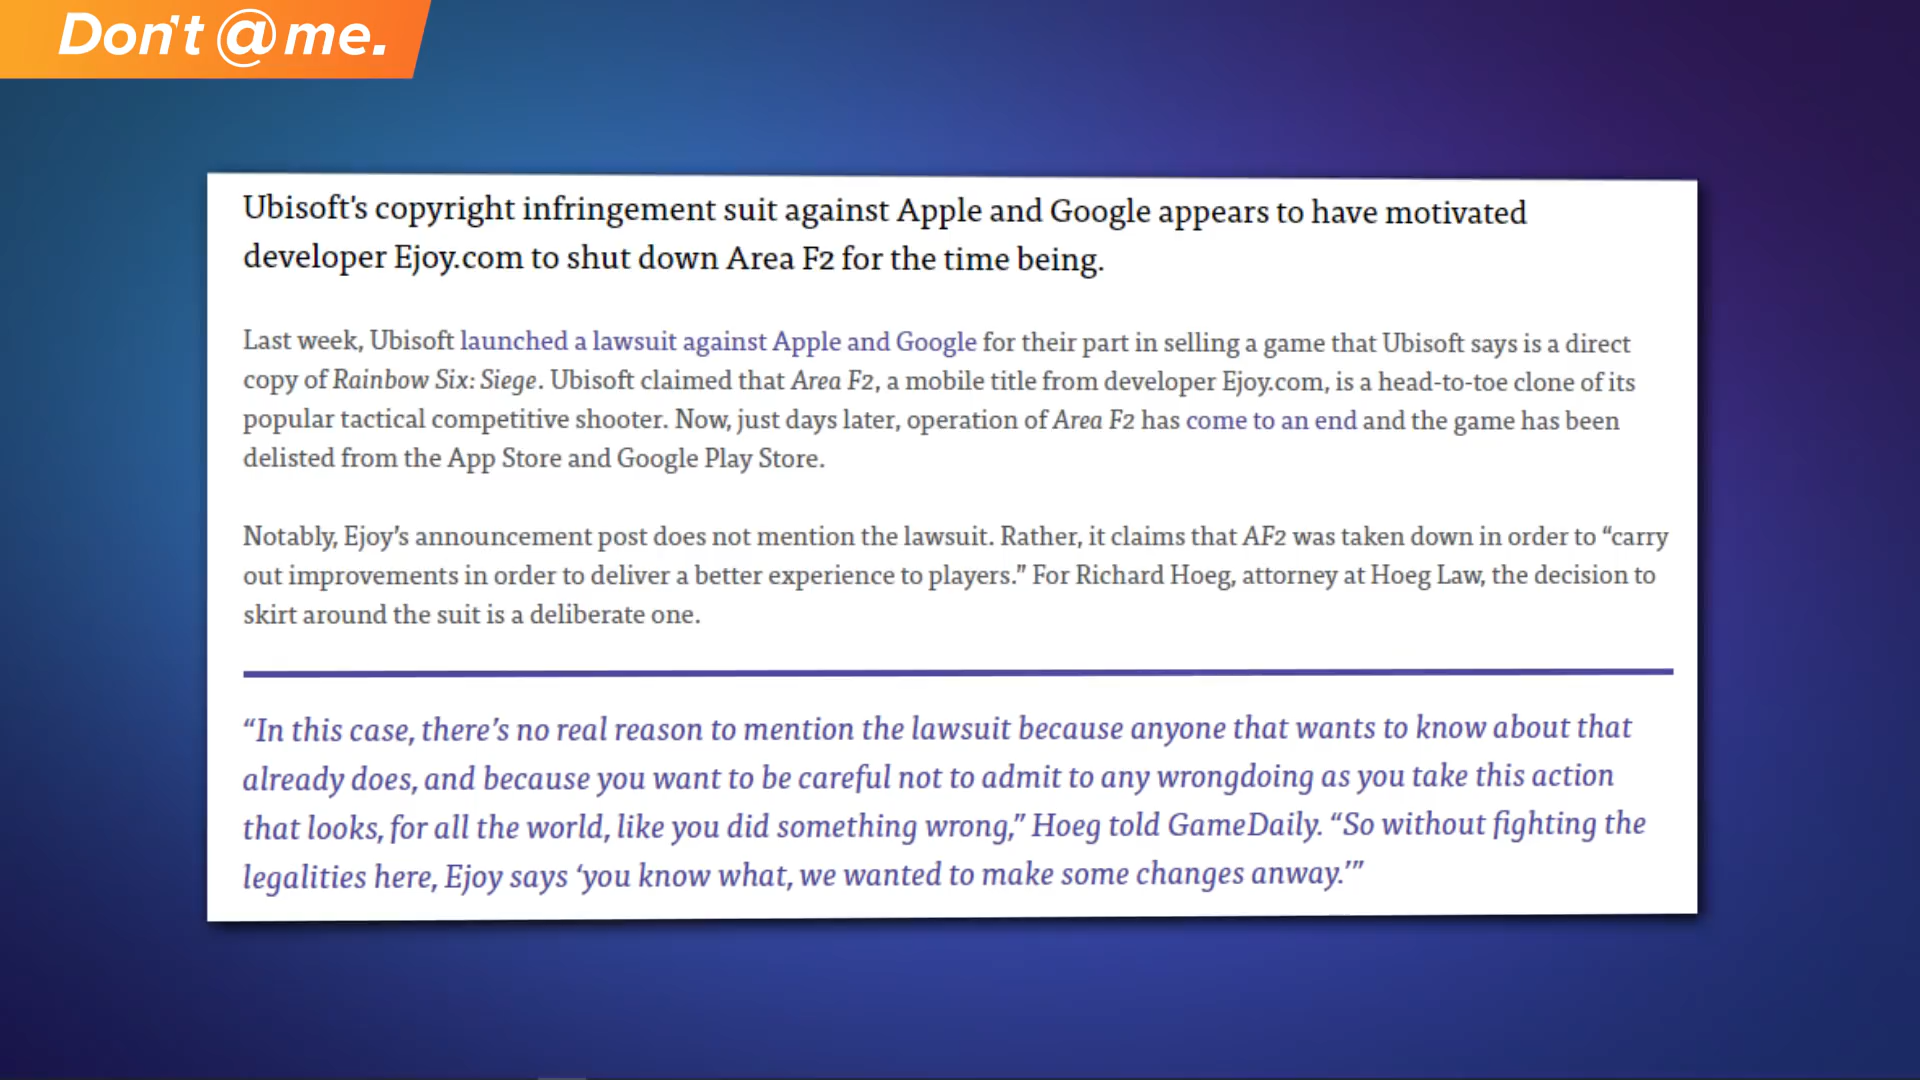 Don't @ me.
Ubisoft's copyright infringement suit against Apple and Google appears to have motivated
developer Ejoy.com to shut down Area F2 for the time being.
Last week, Ubisoft launched a lawsuit against Apple and Google for their part in selling a game that Ubisoft says is a direct
copy of Rainbow Six: Siege. Ubisoft claimed that Area F2, a mobile title from developer Ejoy.com, is a head-to-toe clone of its
popular tactical competitive shooter. Now, just days later, operation of Area F2 has come to an end and the game has been
delisted from the App Store and Google Play Store.
Notably, Ejoy’s announcement post does not mention the lawsuit. Rather, it claims that AF2 was taken down in order to “carry
out improvements in order to deliver a better experience to players.” For Richard Hoeg, attorney at Hoeg Law, the decision to
skirt around the suit is a deliberate one.
“In this case, there’s no real reason to mention the lawsuit because anyone that wants to know about that
already does, and because you want to be careful not to admit to any wrongdoing as you take this action
that looks, for all the world, like you did something wrong,” Hoeg told GameDaily. “So without fighting the
legalities here, Ejoy says ‘you know what, we wanted to make some changes anway.’”